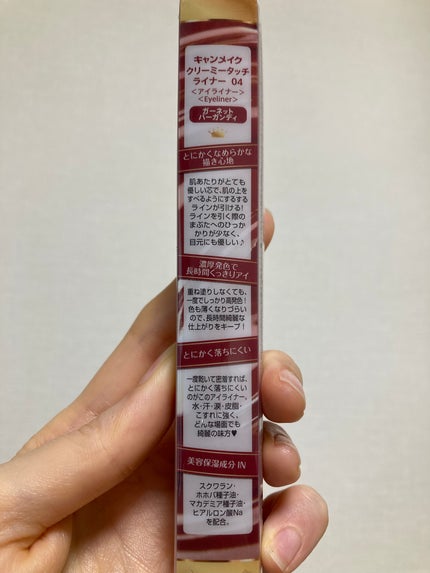 キャンメイク
クリーミータッチ
ライナー 04
<アイライナー>
<Eyeliner>
ガーネット
バーガンディ
とにかくなめらかな
描き心地
肌あたりがとても
優しい芯で、肌の上を
すべるようにするする
ラインが引ける!
ラインを引く際の
まぶたへのひっか
かりが少なく、
目元にも優しい♪
濃厚発色で
長時間くっきりアイ
重ね塗りしなくても、
一度でしっかり高発色!
色も薄くなりづらい
ので、長時間綺麗な
仕上がりをキープ!
とにかく落ちにくい
一度乾いて密着すれば、
とにかく落ちにくい
のがこのアイライナー。
水・汗・涙・皮脂・
こすれに強く、
どんな場面でも
綺麗の味方♥
美容保湿成分 IN
スクワラン・
ホホバ種子油・
マカデミア種子油・
ヒアルロン酸Na
を配合。